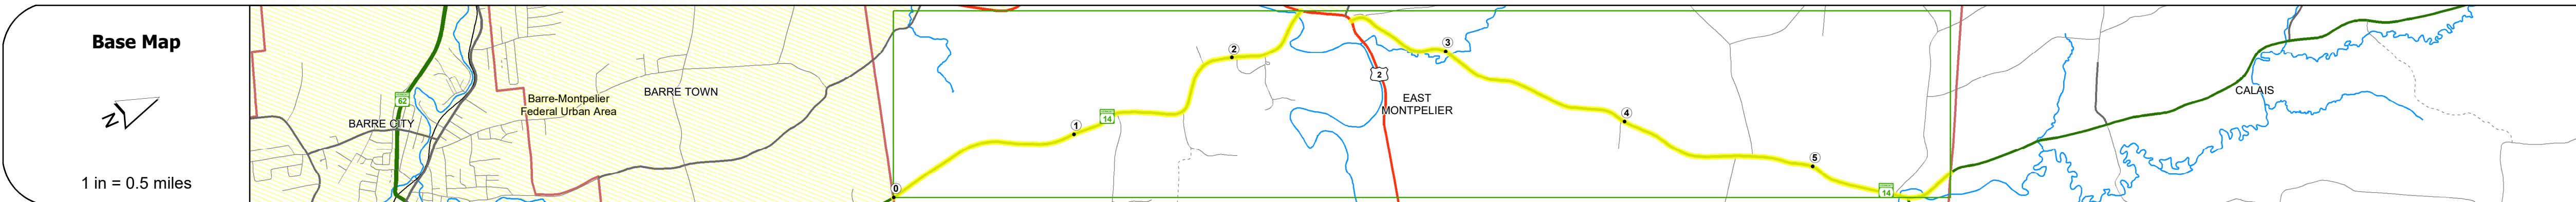 Base Map
N
1 in = 0.5 miles
62
BARRE CITY
Barre-Montpelier
Federal Urban Area
BARRE TOWN
0
1
14
2
2
EAST
MONTPELIER
3
4
5
14
CALAIS